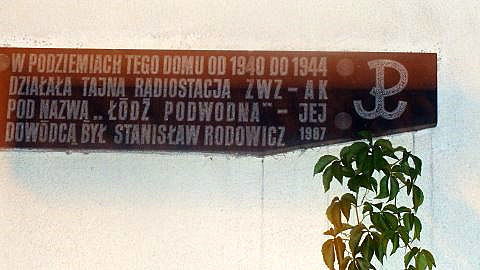 W PODZIEMIACH TEGO DOMU OD 1940 DO 1944
DZIAŁAŁA TAJNA RADIOSTACJA ZWZ – AK
POD NAZWĄ „ŁÓDŹ PODWODNA” – JEJ
DOWÓDCĄ BYŁ STANISŁAW RODOWICZ 1987